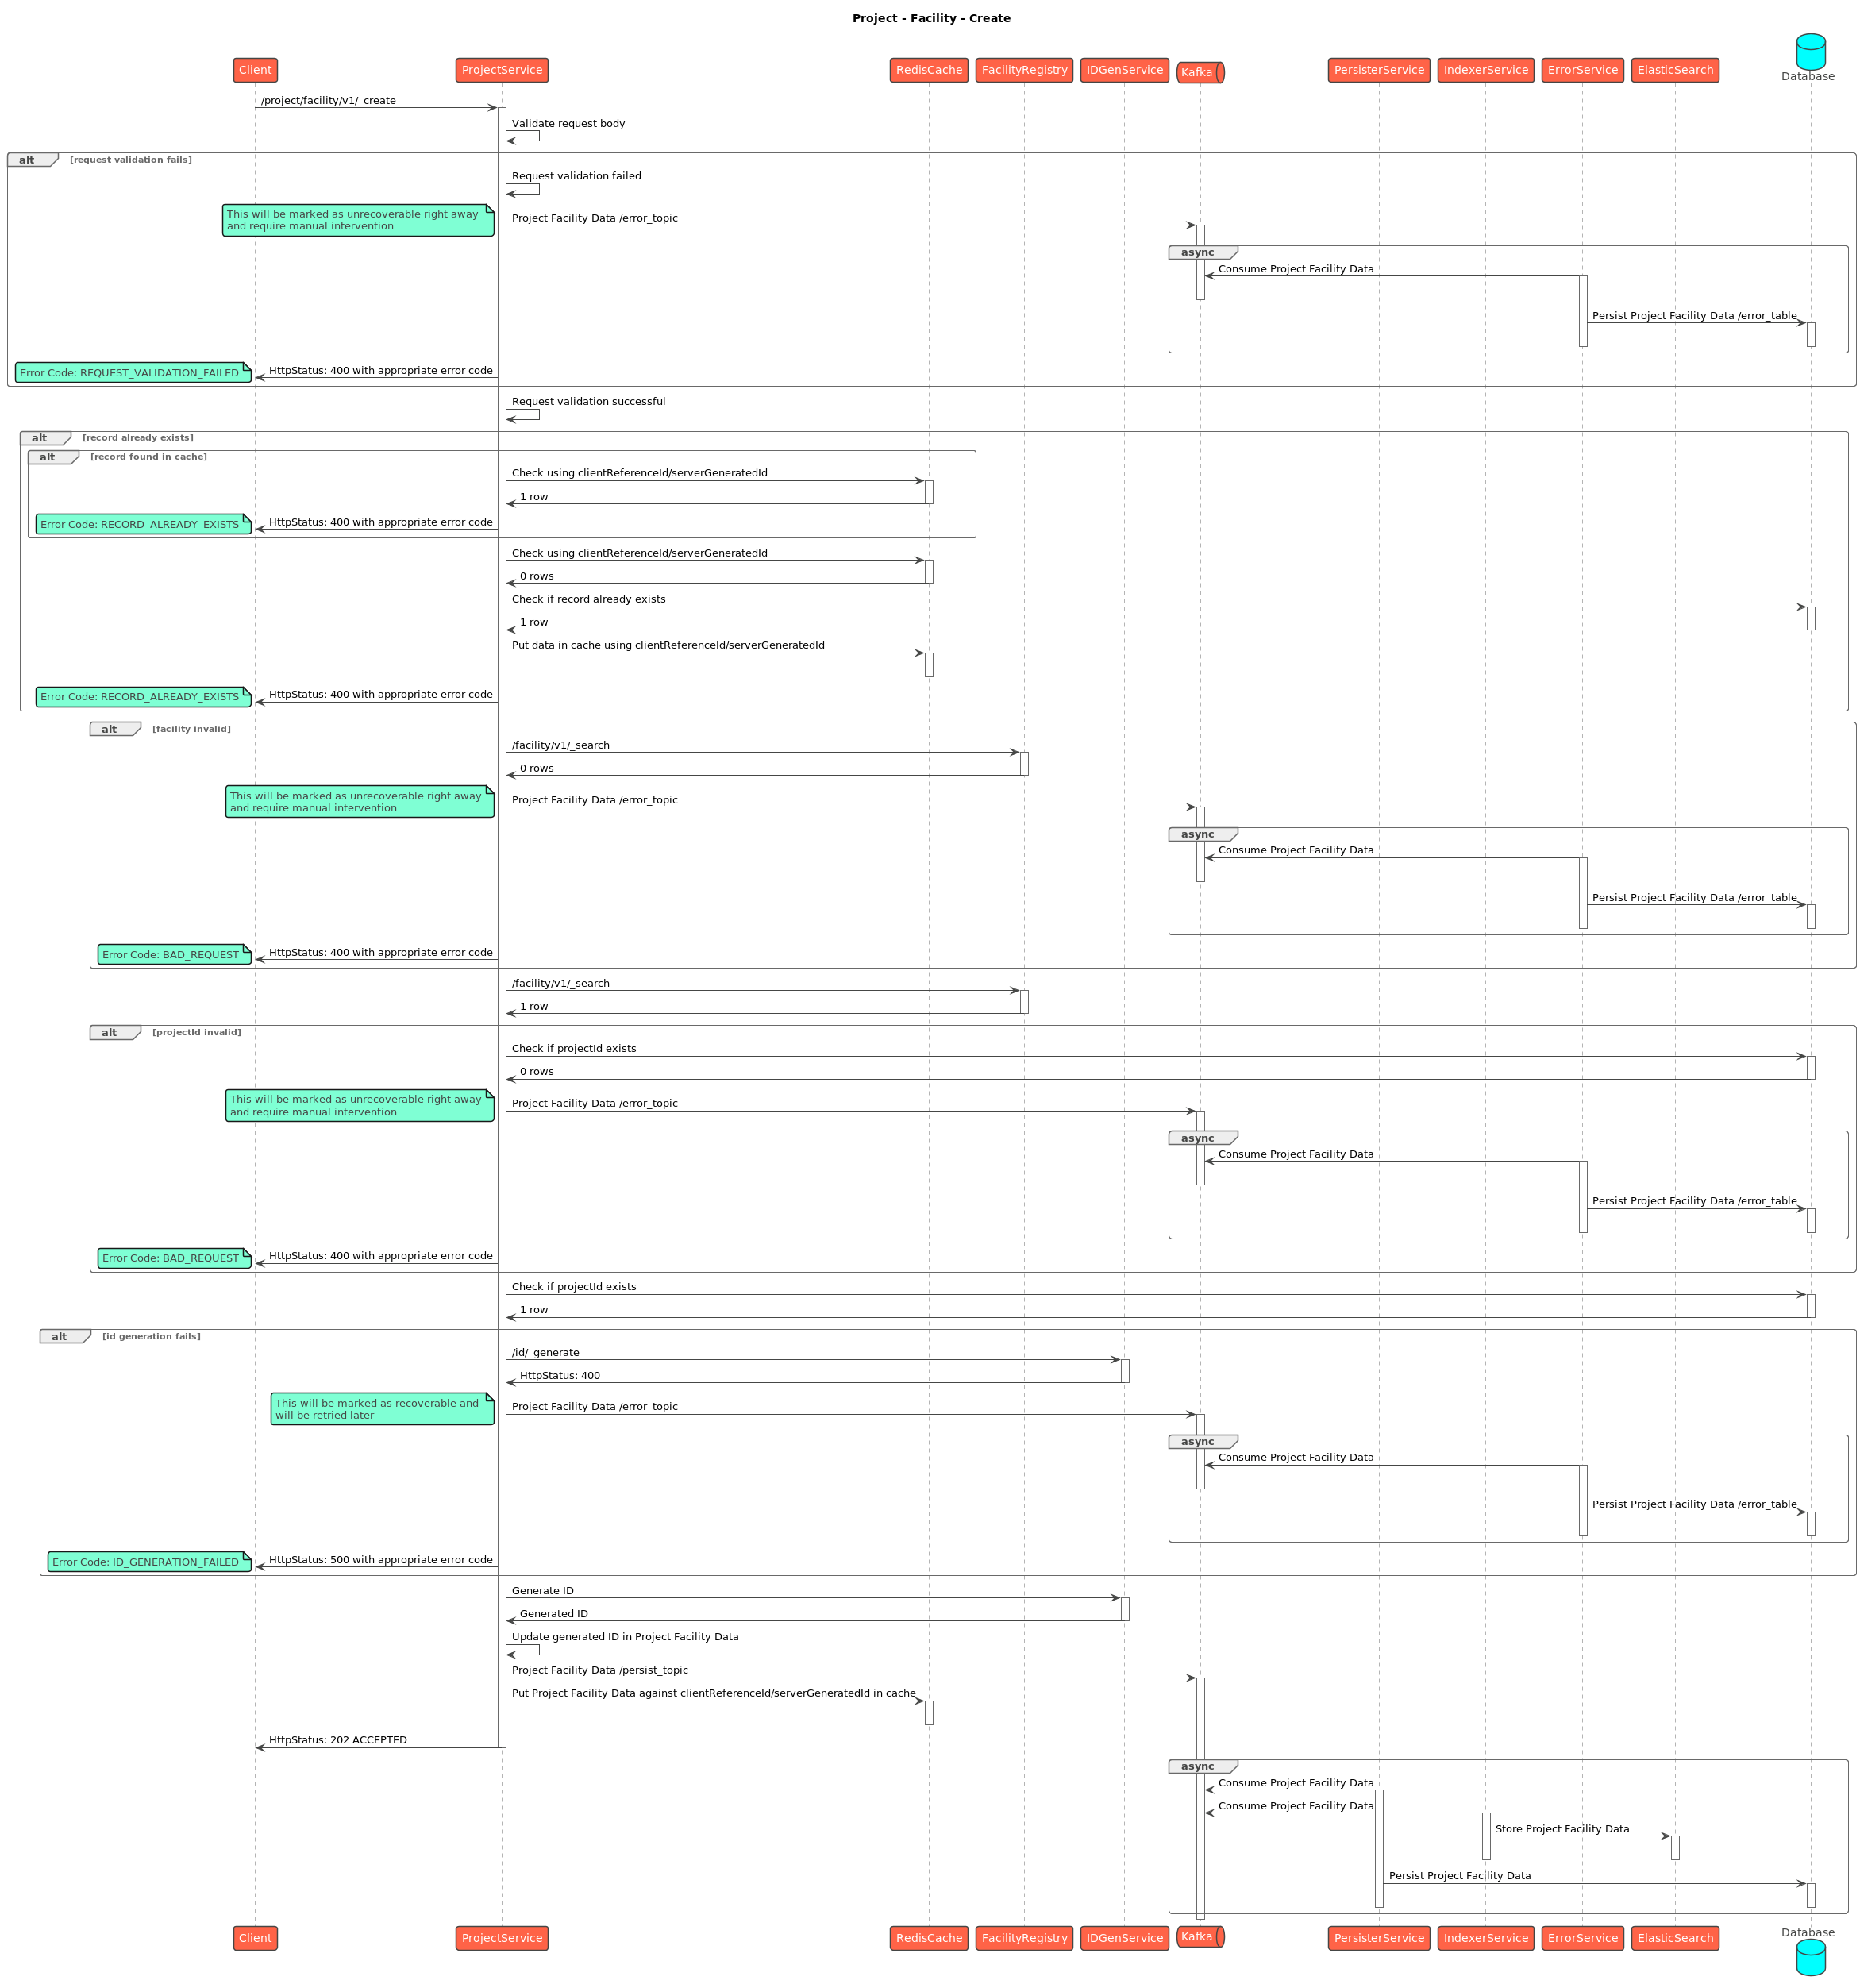 Project - Facility - Create
Database
Client
ProjectService
RedisCache
FacilityRegistry
IDGenService
Kafka
PersisterService
IndexerService
ErrorService
ElasticSearch
/project/facility/v1/_create
Validate request body
alt
[request validation fails]
Request validation failed
This will be marked as unrecoverable right away
and require manual intervention
Project Facility Data /error_topic
async
Consume Project Facility Data
Persist Project Facility Data /error_table
Error Code: REQUEST_VALIDATION_FAILED
HttpStatus: 400 with appropriate error code
Request validation successful
alt
[record already exists]
alt
[record found in cache]
Check using clientReferenceId/serverGeneratedId
1 row
Error Code: RECORD_ALREADY_EXISTS
HttpStatus: 400 with appropriate error code
Check using clientReferenceId/serverGeneratedId
0 rows
Check if record already exists
1 row
Put data in cache using clientReferenceId/serverGeneratedId
Error Code: RECORD_ALREADY_EXISTS
HttpStatus: 400 with appropriate error code
alt
[facility invalid]
/facility/v1/_search
0 rows
This will be marked as unrecoverable right away
and require manual intervention
Project Facility Data /error_topic
async
Consume Project Facility Data
Persist Project Facility Data /error_table
Error Code: BAD_REQUEST
HttpStatus: 400 with appropriate error code
/facility/v1/_search
1 row
alt
[projectId invalid]
Check if projectId exists
0 rows
This will be marked as unrecoverable right away
and require manual intervention
Project Facility Data /error_topic
async
Consume Project Facility Data
Persist Project Facility Data /error_table
Error Code: BAD_REQUEST
HttpStatus: 400 with appropriate error code
Check if projectId exists
1 row
alt
[id generation fails]
/id/_generate
HttpStatus: 400
This will be marked as recoverable and
will be retried later
Project Facility Data /error_topic
async
Consume Project Facility Data
Persist Project Facility Data /error_table
Error Code: ID_GENERATION_FAILED
HttpStatus: 500 with appropriate error code
Generate ID
Generated ID
Update generated ID in Project Facility Data
Project Facility Data /persist_topic
Put Project Facility Data against clientReferenceId/serverGeneratedId in cache
HttpStatus: 202 ACCEPTED
async
Consume Project Facility Data
Consume Project Facility Data
Store Project Facility Data
Persist Project Facility Data
Client
ProjectService
RedisCache
FacilityRegistry
IDGenService
Kafka
PersisterService
IndexerService
ErrorService
ElasticSearch
Database